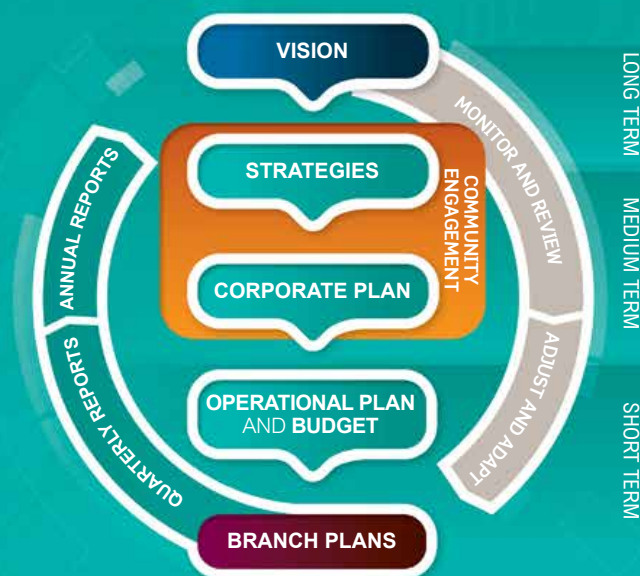 VISION
STRATEGIES
COMMUNITY
ENGAGEMENT
CORPORATE PLAN
OPERATIONAL PLAN
AND BUDGET
BRANCH PLANS
QUARTERLY REPORTS
ANNUAL REPORTS
MONITOR AND REVIEW
ADJUST AND ADAPT
LONG TERM
MEDIUM TERM
SHORT TERM